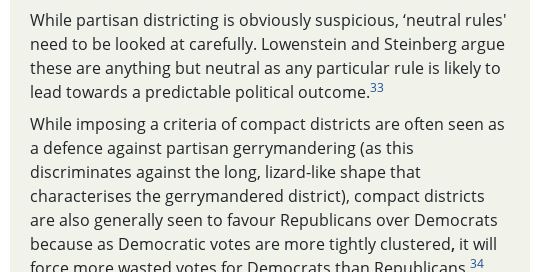 While partisan districting is obviously suspicious, ‘neutral rules'
need to be looked at carefully. Lowenstein and Steinberg argue
these are anything but neutral as any particular rule is likely to
lead towards a predictable political outcome.33
While imposing a criteria of compact districts are often seen as
a defence against partisan gerrymandering (as this
discriminates against the long, lizard-like shape that
characterises the gerrymandered district), compact districts
are also generally seen to favour Republicans over Democrats
because as Democratic votes are more tightly clustered, it will
force more wasted votes for Democrats than Republicans.34